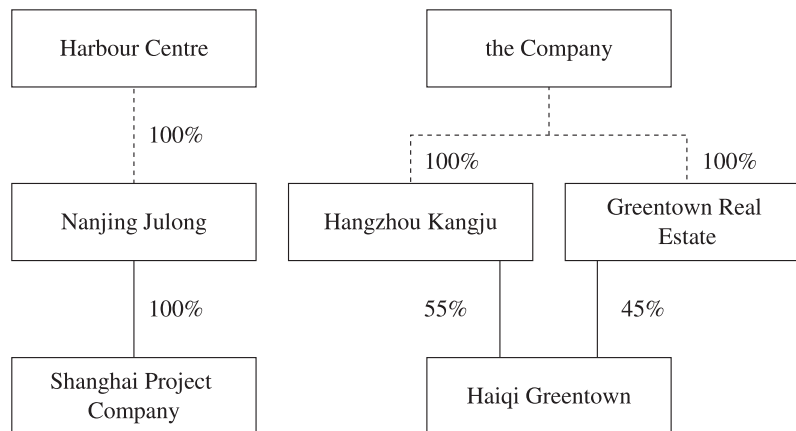 Harbour Centre
the Company
100%
100%
100%
Nanjing Julong
Hangzhou Kangju
Greentown Real
Estate
100%
55%
45%
Shanghai Project
Company
Haiqi Greentown